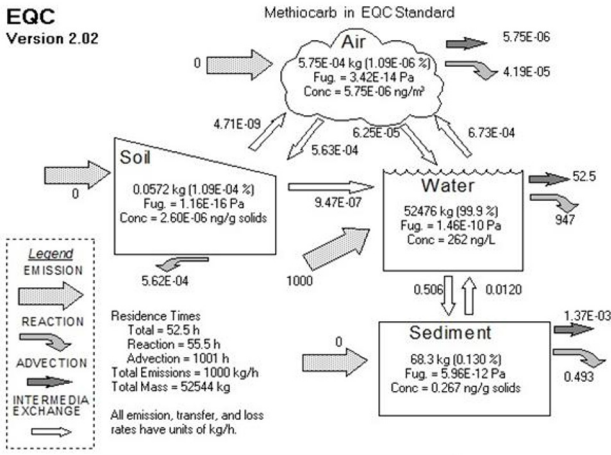 EQC
Version 2.02
Methiocarb in EQC Standard
Air
5.75E-04 kg (1.09E-06 %)
Fug. = 3.42E-14 Pa
Conc = 5.75E-06 ng/m³
0
5.75E-06
4.19E-05
4.71E-09
5.63E-04
6.25E-05
6.73E-04
Soil
0.0572 kg (1.09E-04 %)
Fug. = 1.16E-16 Pa
Conc = 2.60E-06 ng/g solids
0
9.47E-07
5.62E-04
Water
52476 kg (99.9 %)
Fug. = 1.46E-10 Pa
Conc = 262 ng/L
52.5
947
1000
0.506
0.0120
Sediment
68.3 kg (0.130 %)
Fug. = 5.96E-12 Pa
Conc = 0.267 ng/g solids
0
1.37E-03
0.493
Legend
EMISSION
REACTION
ADVECTION
INTERMEDIA
EXCHANGE
Residence Times
Total = 52.5 h
Reaction = 55.5 h
Advection = 1001 h
Total Emissions = 1000 kg/h
Total Mass = 52544 kg
All emission, transfer, and loss
rates have units of kg/h.